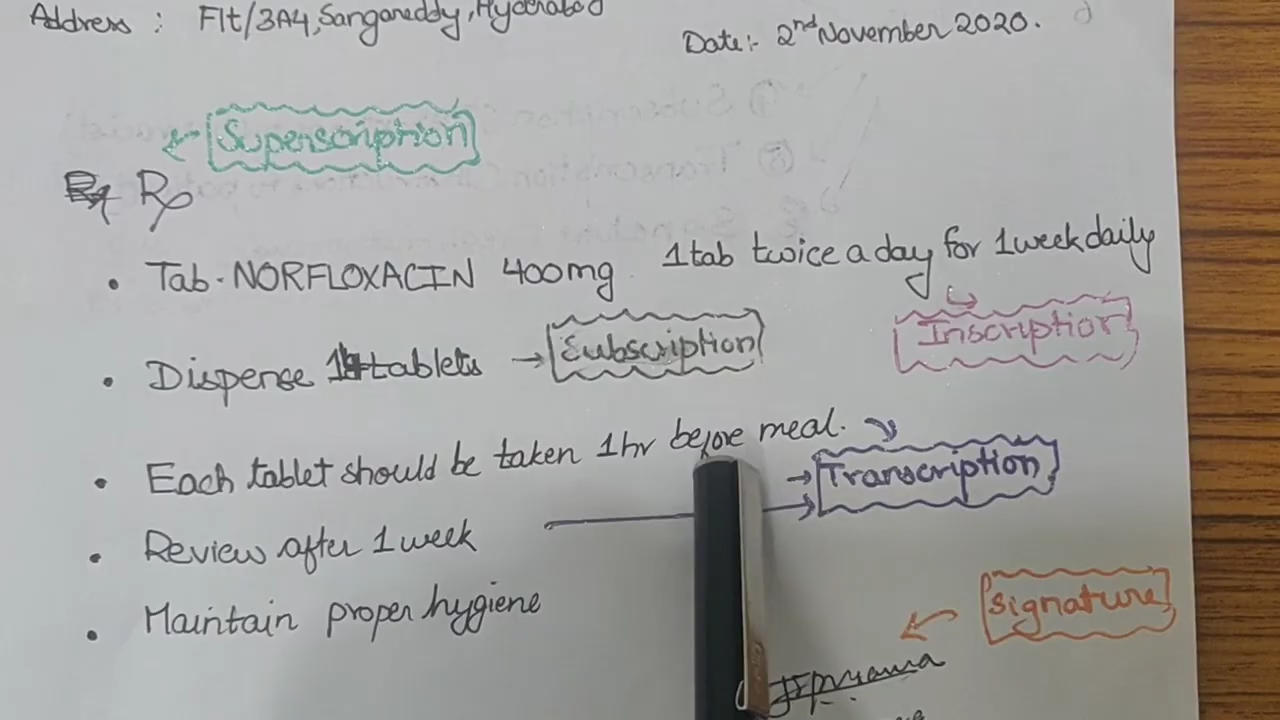 Address : Flt/3A4, Sangareddy, Hyderabad
Date:- 2nd November 2020.
Superscription
Rx
• Tab. NORFLOXACIN 400mg. 1tab twice a day for 1week daily
Inscription
• Dispense 14 tablets → Subscription
• Each tablet should be taken 1hr before meal.
→ Transcription
• Review after 1 week
• Maintain proper hygiene
Signature